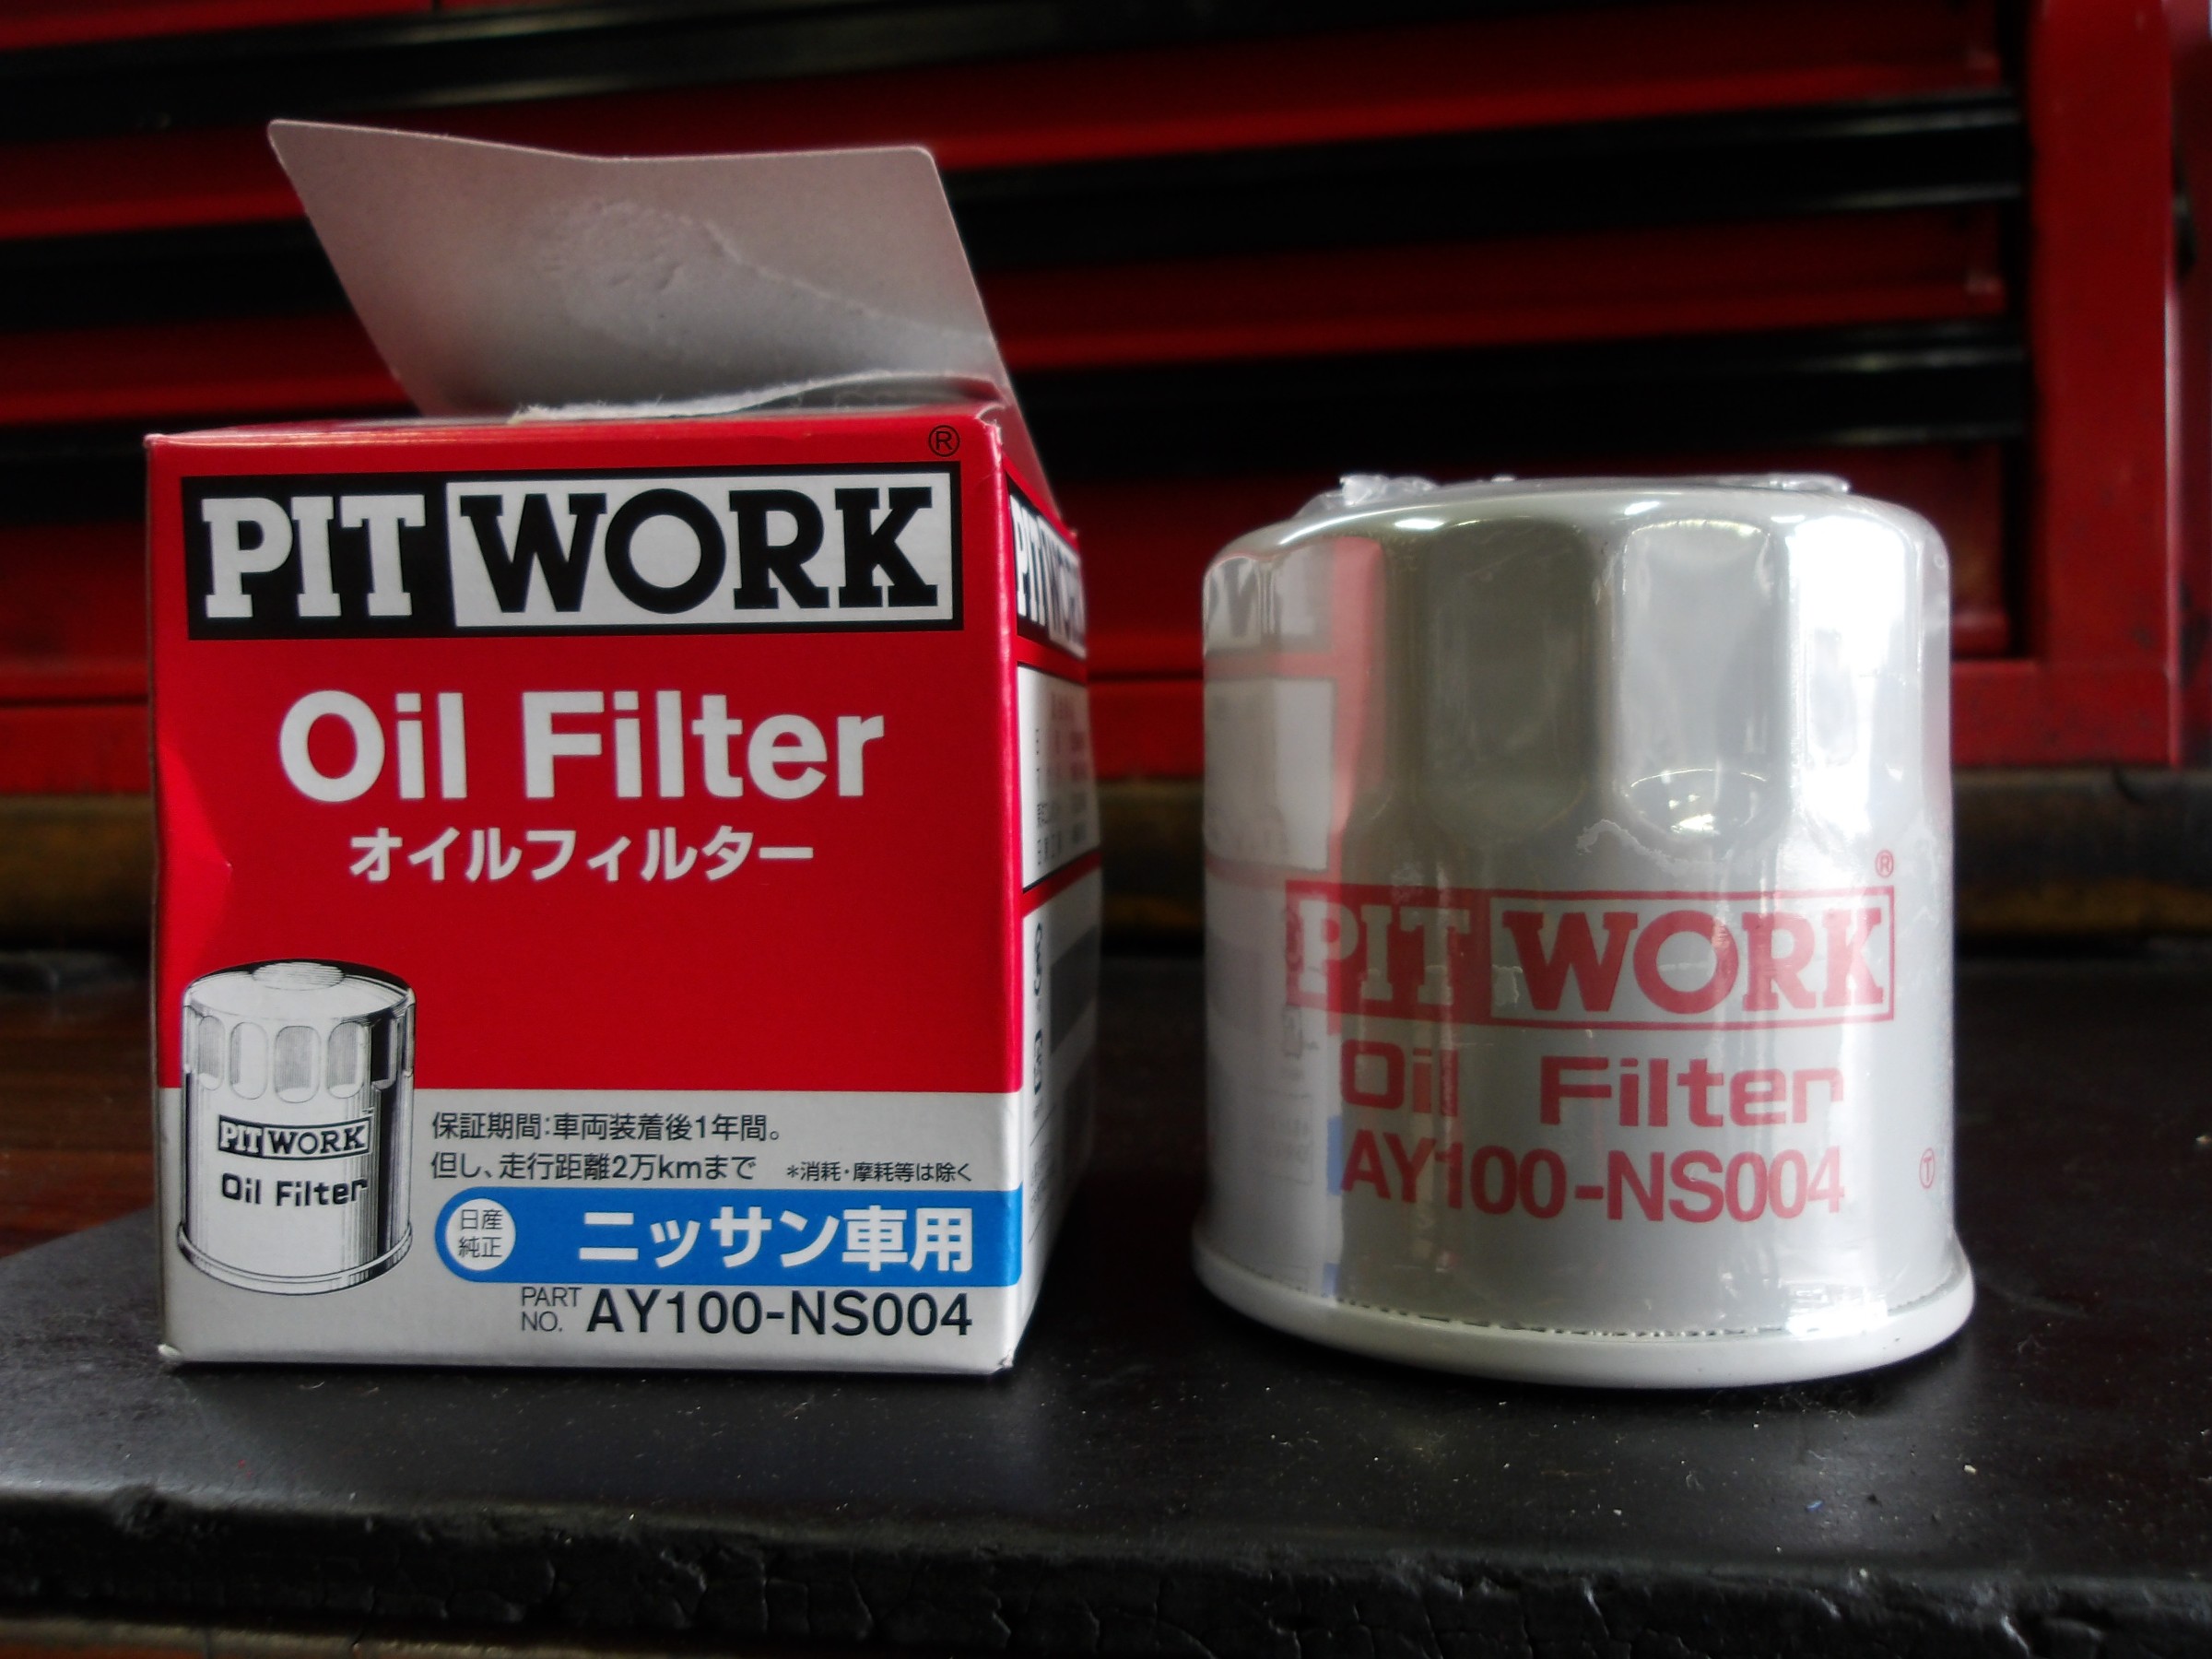 ®
PIT WORK
Oil Filter
オイルフィルター
PIT WORK
Oil Filter
保証期間:車両装着後1年間。
但し、走行距離2万kmまで *消耗・摩耗等は除く
日産
純正
ニッサン車用
PART
NO. AY100-NS004
PIT WORK
®
PIT WORK
Oil Filter
AY100-NS004
T